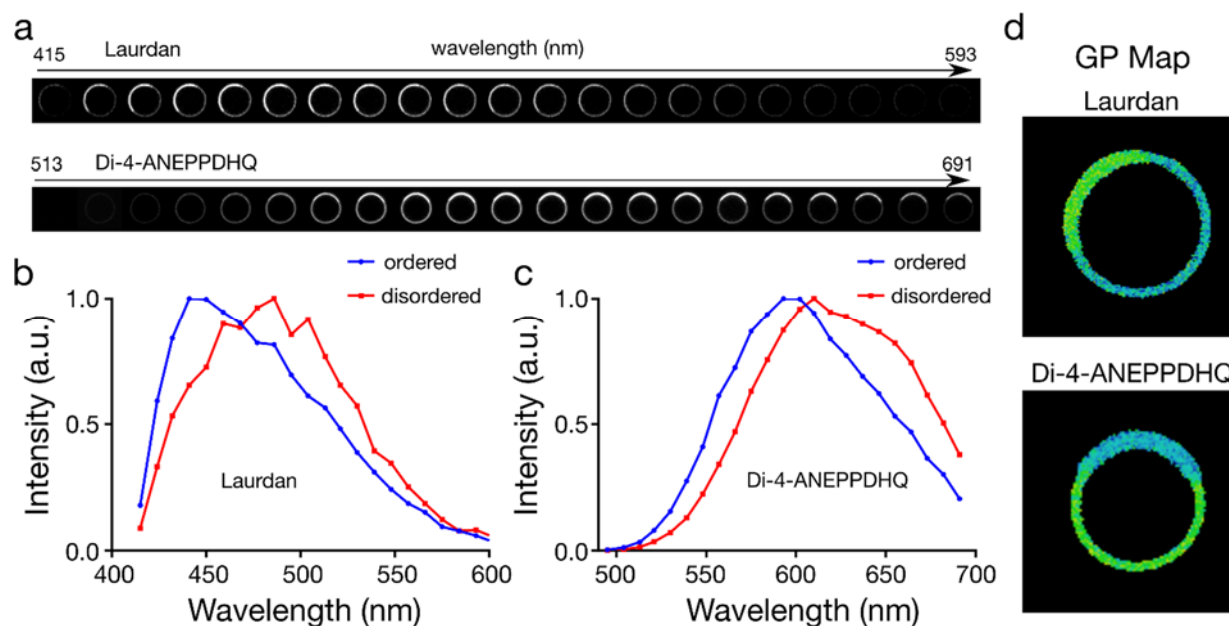 a
Laurdan
wavelength (nm)
415
593
Di-4-ANEPPDHQ
513
691
b
ordered
disordered
Intensity (a.u.)
1.0
0.5
0.0
Laurdan
400
450
500
550
600
Wavelength (nm)
c
ordered
disordered
Intensity (a.u.)
1.0
0.5
0.0
Di-4-ANEPPDHQ
500
550
600
650
700
Wavelength (nm)
d
GP Map
Laurdan
Di-4-ANEPPDHQ